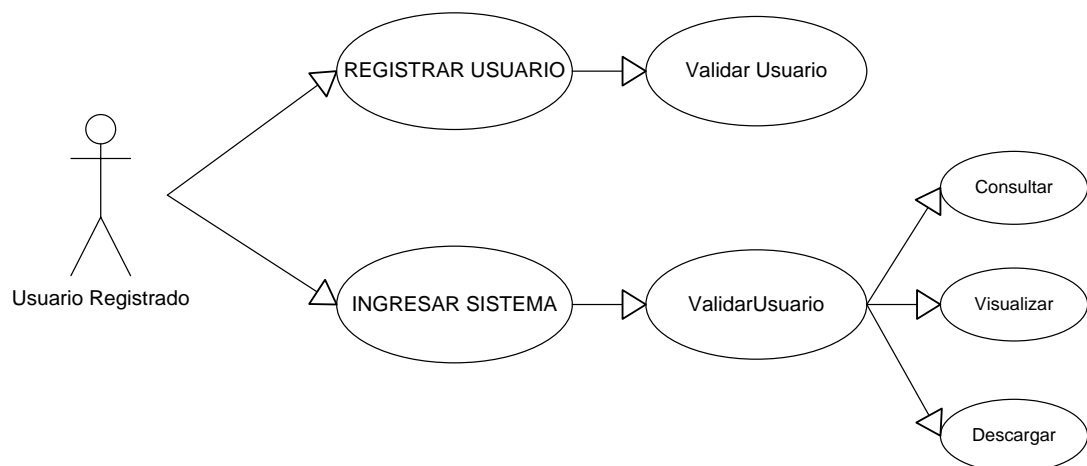 REGISTRAR USUARIO
Validar Usuario
Consultar
Usuario Registrado
INGRESAR SISTEMA
ValidarUsuario
Visualizar
Descargar